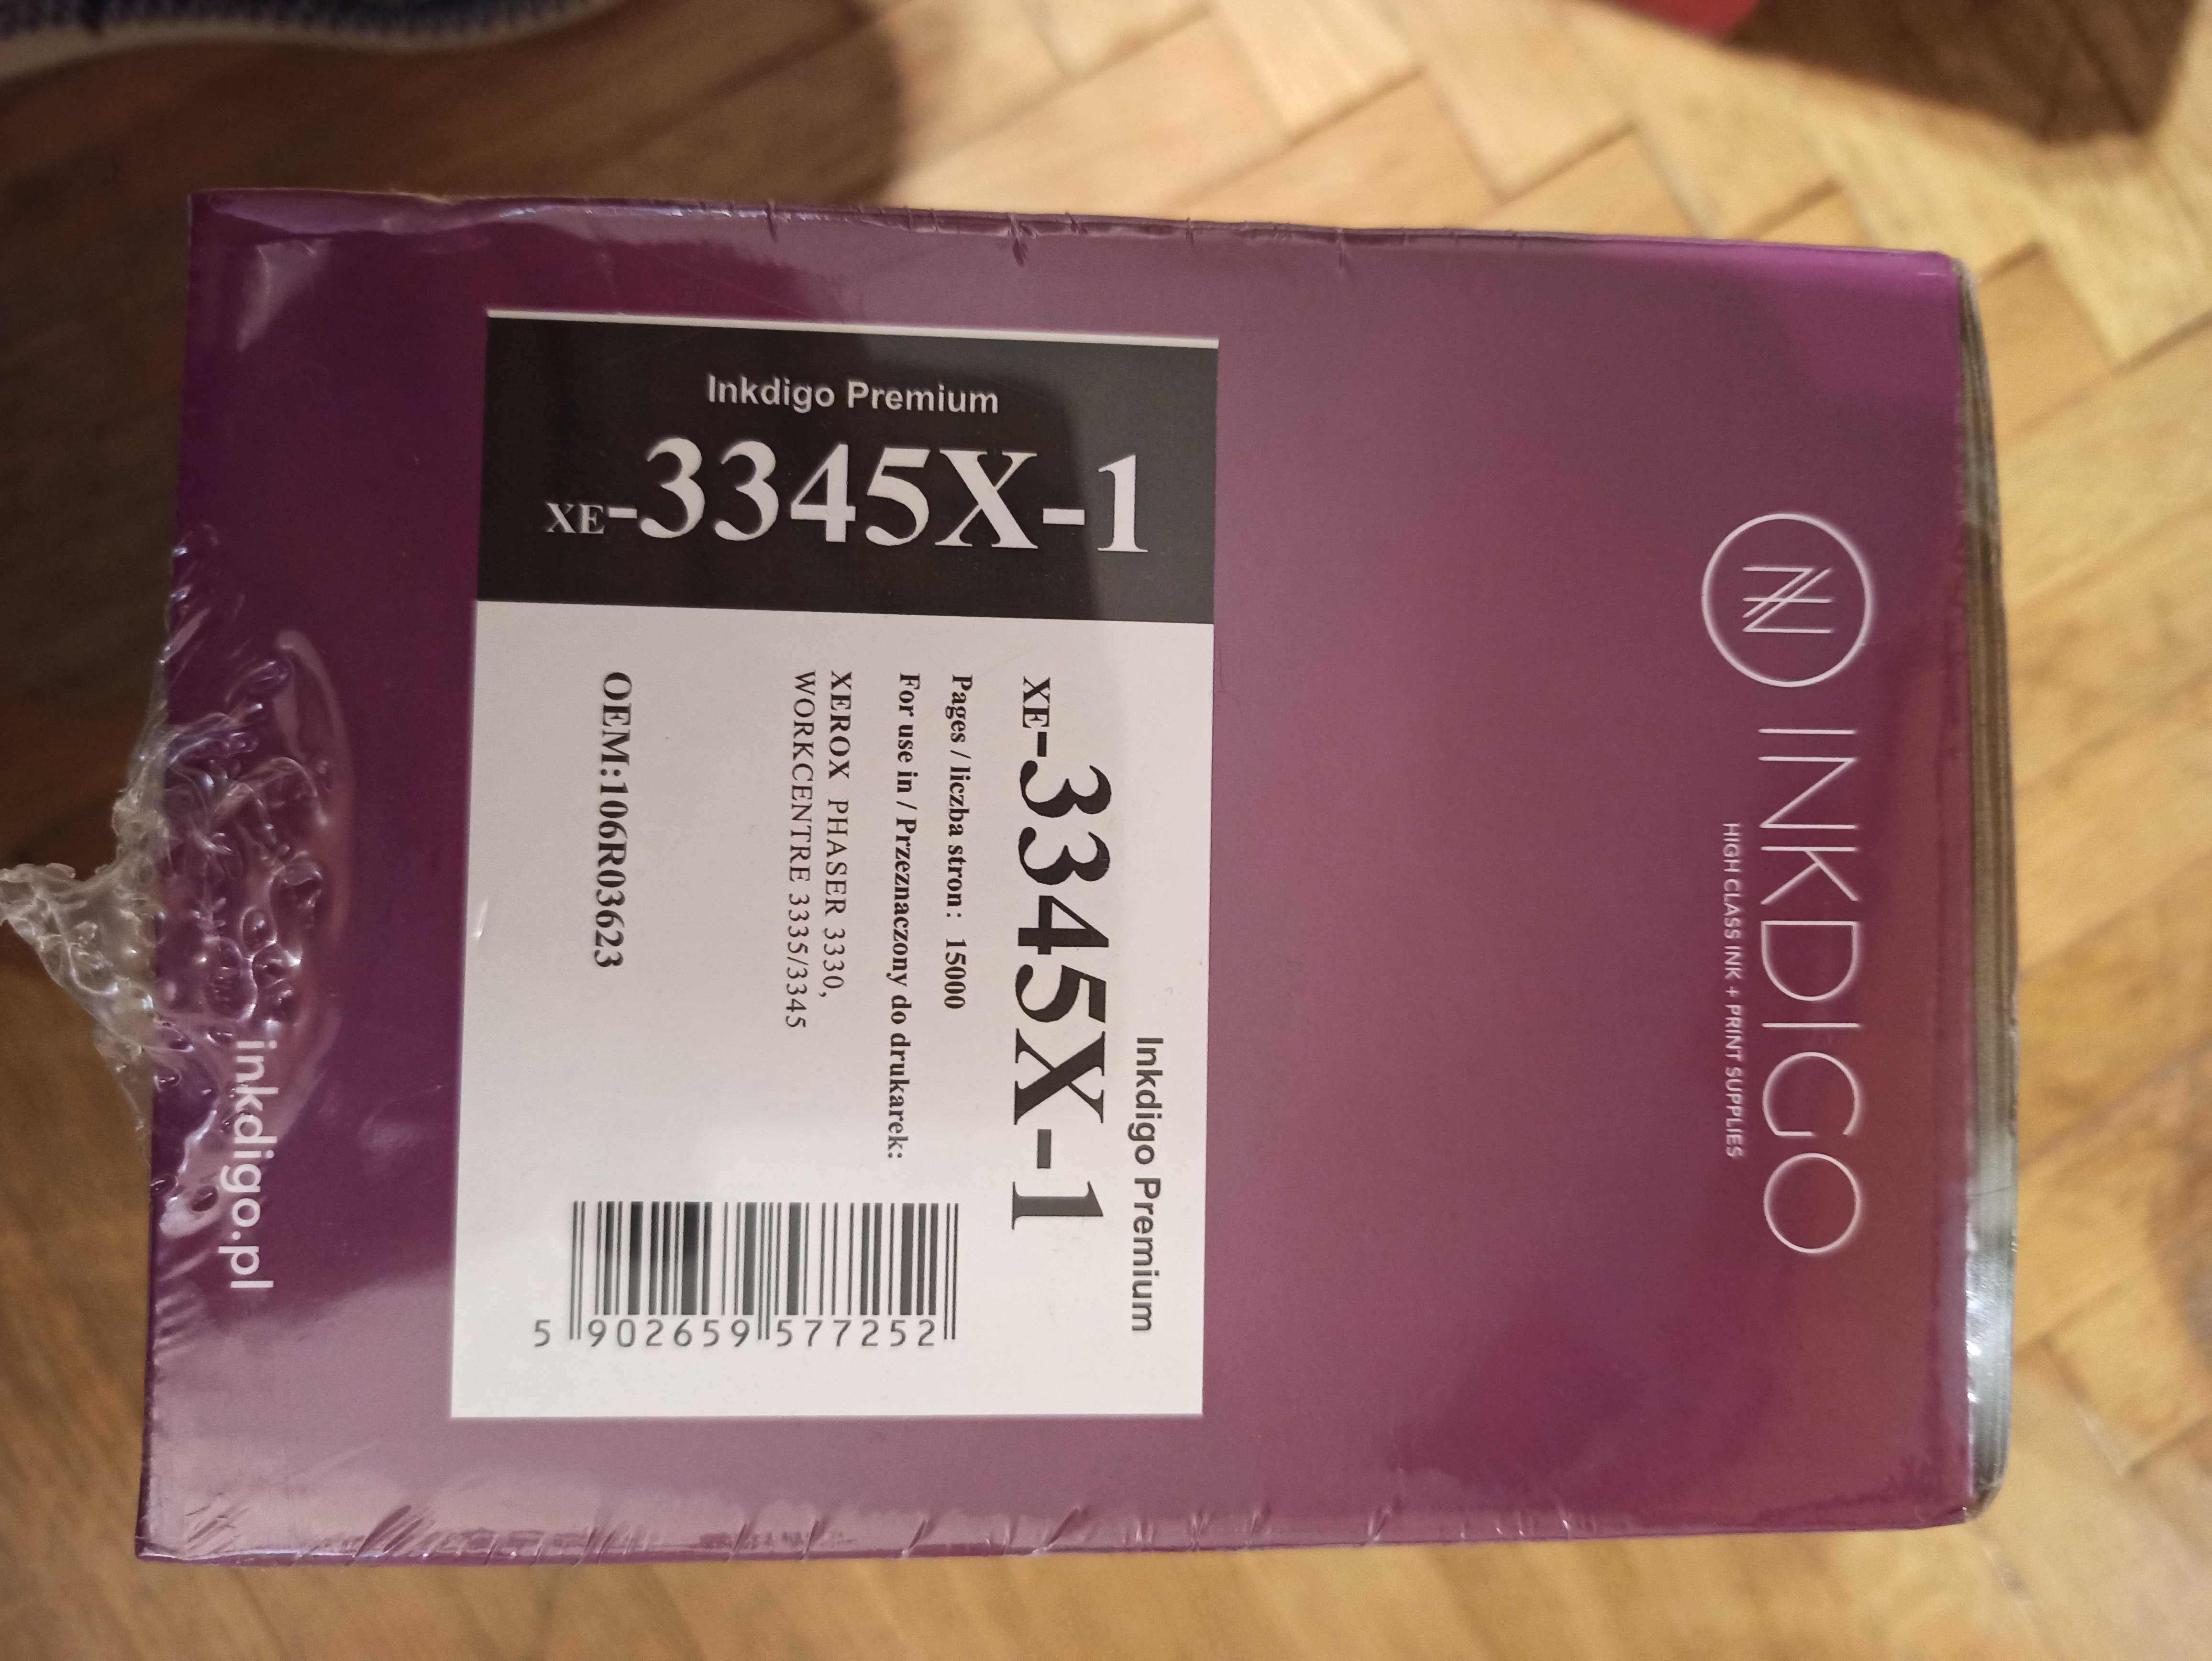 INKDIGO
HIGH CLASS INK + PRINT SUPPLIES
Inkdigo Premium
XE-3345X-1
Inkdigo Premium
XE-3345X-1
Pages / liczba stron: 15000
For use in / Przeznaczony do drukarek:
XEROX PHASER 3330,
WORKCENTRE 3335/3345
OEM:106R03623
5 902659 577252
inkdigo.pl